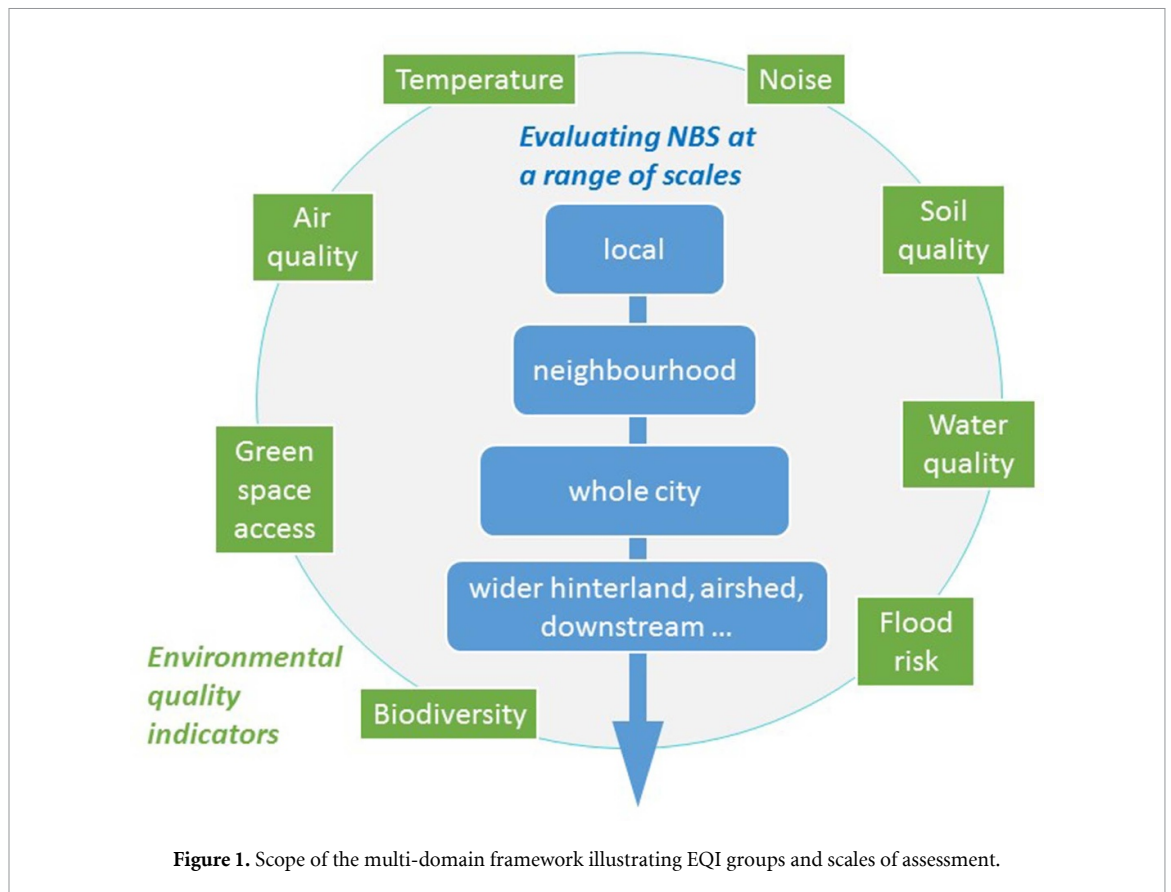 Temperature
Noise
Evaluating NBS at
a range of scales
Air
quality
local
Soil
quality
neighbourhood
Green
space
access
whole city
Water
quality
wider hinterland, airshed,
downstream ...
Flood
risk
Environmental
quality
indicators
Biodiversity
Figure 1. Scope of the multi-domain framework illustrating EQI groups and scales of assessment.